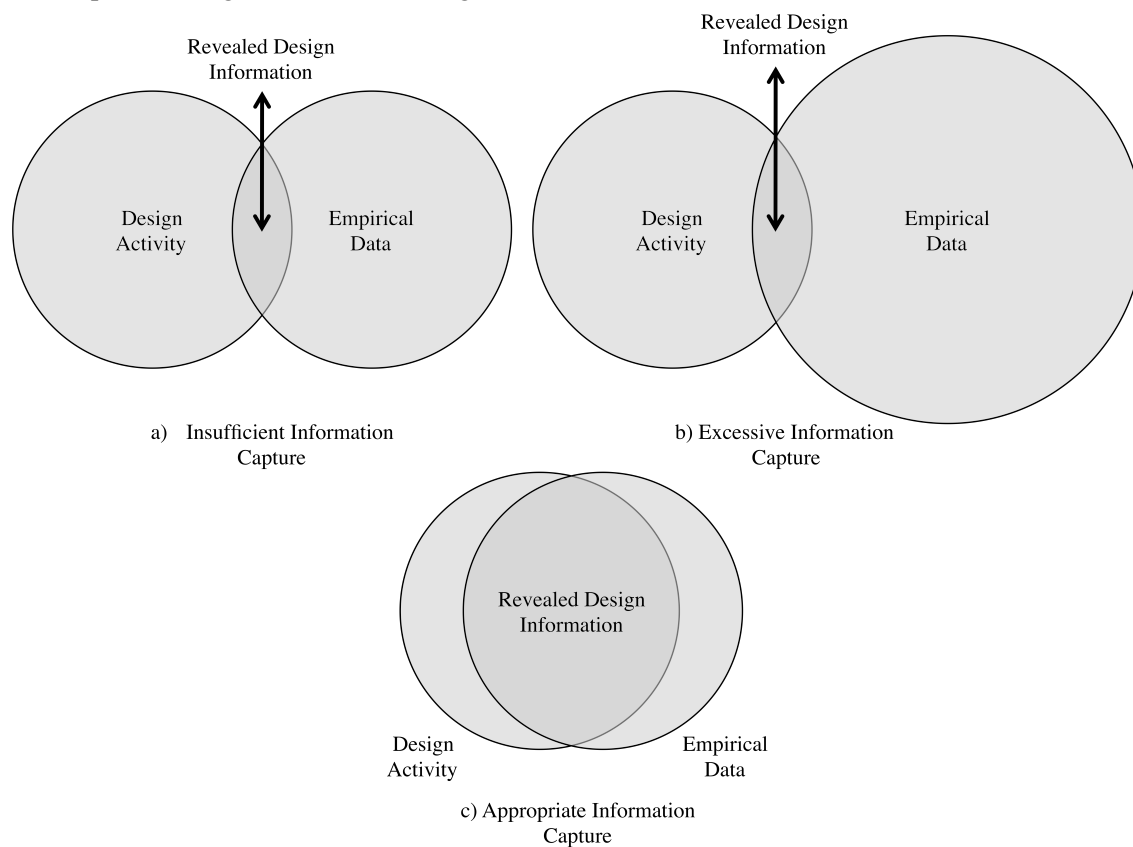 Revealed Design
Information
Design
Activity
Empirical
Data
a) Insufficient Information
Capture
Revealed Design
Information
Design
Activity
Empirical
Data
b) Excessive Information
Capture
Revealed Design
Information
Design
Activity
Empirical
Data
c) Appropriate Information
Capture